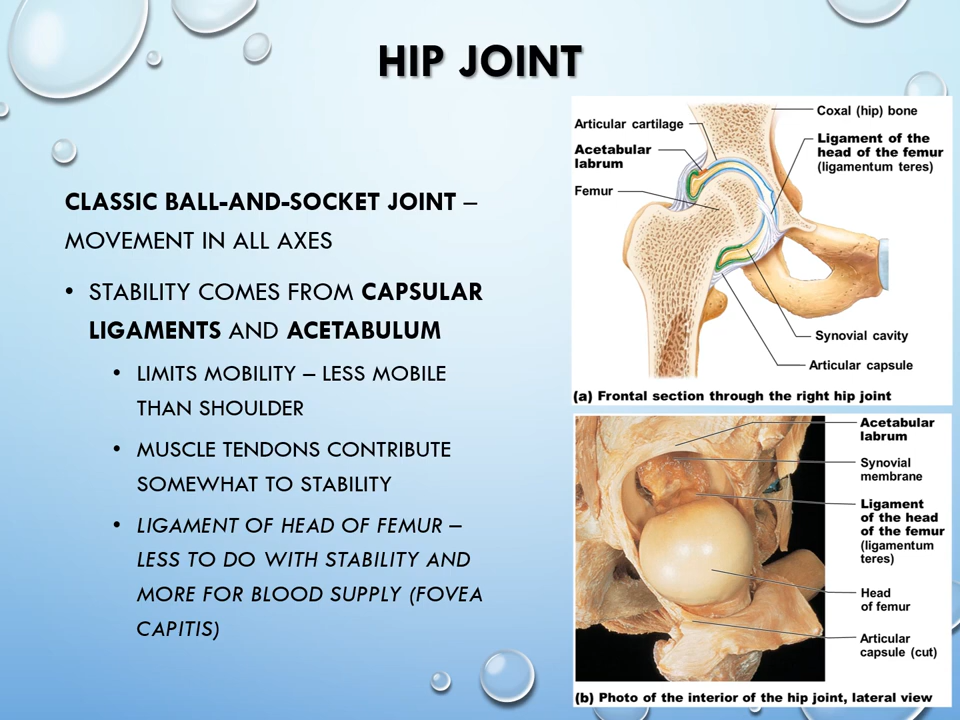 HIP JOINT
CLASSIC BALL-AND-SOCKET JOINT –
MOVEMENT IN ALL AXES
• STABILITY COMES FROM CAPSULAR
LIGAMENTS AND ACETABULUM
• LIMITS MOBILITY – LESS MOBILE
THAN SHOULDER
• MUSCLE TENDONS CONTRIBUTE
SOMEWHAT TO STABILITY
• LIGAMENT OF HEAD OF FEMUR –
LESS TO DO WITH STABILITY AND
MORE FOR BLOOD SUPPLY (FOVEA
CAPITIS)
Articular cartilage
Acetabular
labrum
Femur
Coxal (hip) bone
Ligament of the
head of the femur
(ligamentum teres)
Synovial cavity
Articular capsule
(a) Frontal section through the right hip joint
Acetabular
labrum
Synovial
membrane
Ligament
of the head
of the femur
(ligamentum
teres)
Head
of femur
Articular
capsule (cut)
(b) Photo of the interior of the hip joint, lateral view